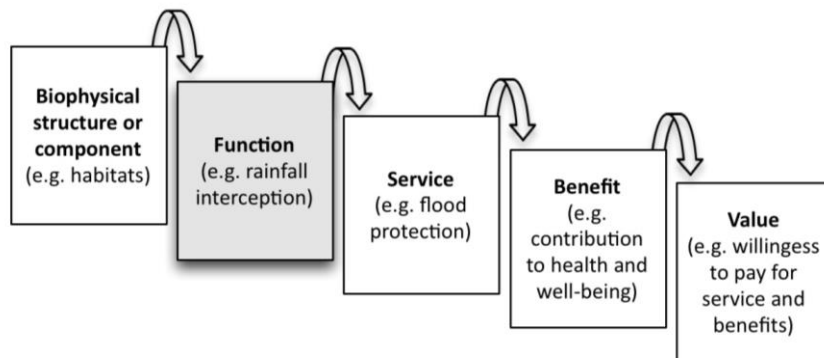 Biophysical
structure or
component
(e.g. habitats)
Function
(e.g. rainfall
interception)
Service
(e.g. flood
protection)
Benefit
(e.g.
contribution
to health and
well-being)
Value
(e.g. willingess
to pay for
service and
benefits)